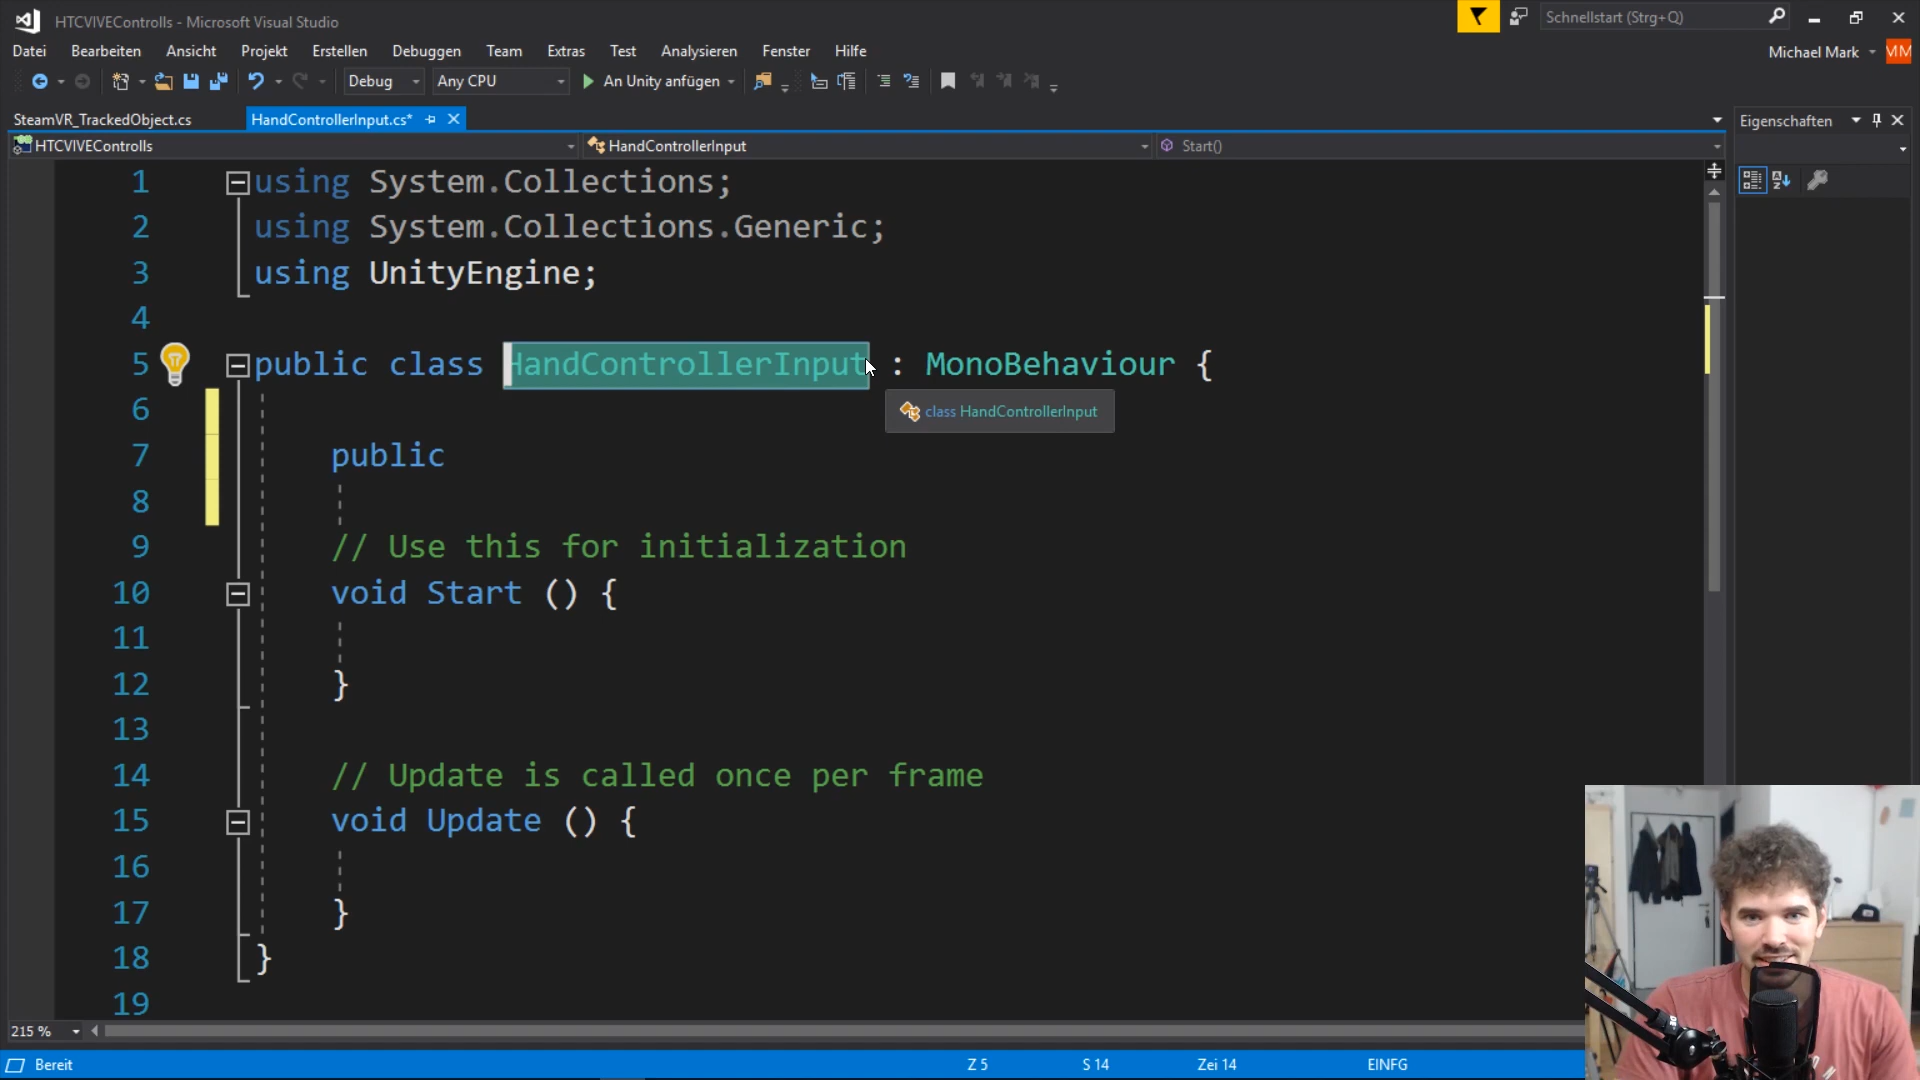 HTCVIVEControlls - Microsoft Visual Studio
Schnellstart (Strg+Q)
Datei Bearbeiten Ansicht Projekt Erstellen Debuggen Team Extras Test Analysieren Fenster Hilfe
Michael Mark MM
Debug Any CPU An Unity anfügen
SteamVR_TrackedObject.cs HandControllerInput.cs*
Eigenschaften
HTCVIVEControlls HandControllerInput Start()
1 using System.Collections;
2 using System.Collections.Generic;
3 using UnityEngine;
4
5 public class HandControllerInput : MonoBehaviour {
class HandControllerInput
6
7 public
8
9 // Use this for initialization
10 void Start () {
11
12 }
13
14 // Update is called once per frame
15 void Update () {
16
17 }
18 }
19
215 %
Bereit Z 5 S 14 Zei 14 EINFG